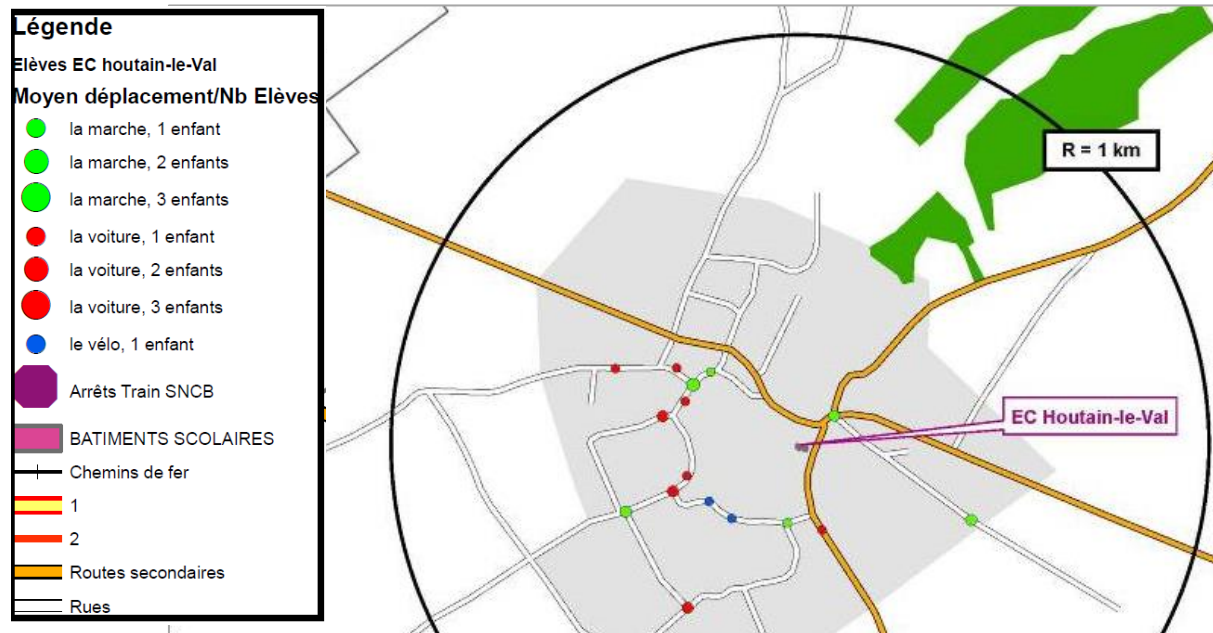 Légende
Elèves EC houtain-le-Val
Moyen déplacement/Nb Elèves
la marche, 1 enfant
la marche, 2 enfants
la marche, 3 enfants
la voiture, 1 enfant
la voiture, 2 enfants
la voiture, 3 enfants
le vélo, 1 enfant
Arrêts Train SNCB
BATIMENTS SCOLAIRES
Chemins de fer
1
2
Routes secondaires
Rues
R = 1 km
EC Houtain-le-Val